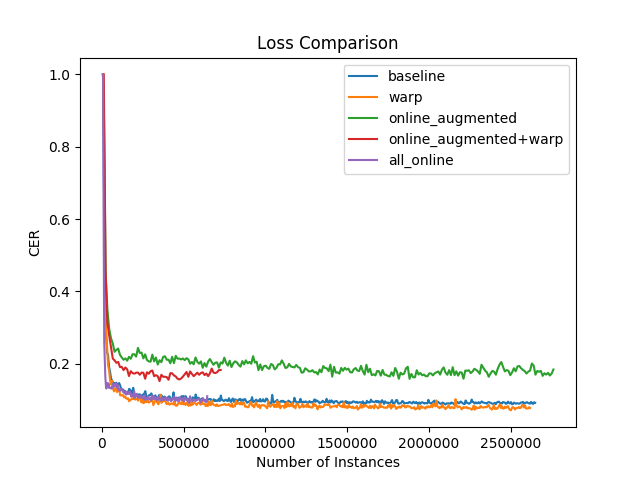 Loss Comparison
baseline
warp
online_augmented
online_augmented+warp
all_online
CER
1.0
0.8
0.6
0.4
0.2
0 500000 1000000 1500000 2000000 2500000
Number of Instances